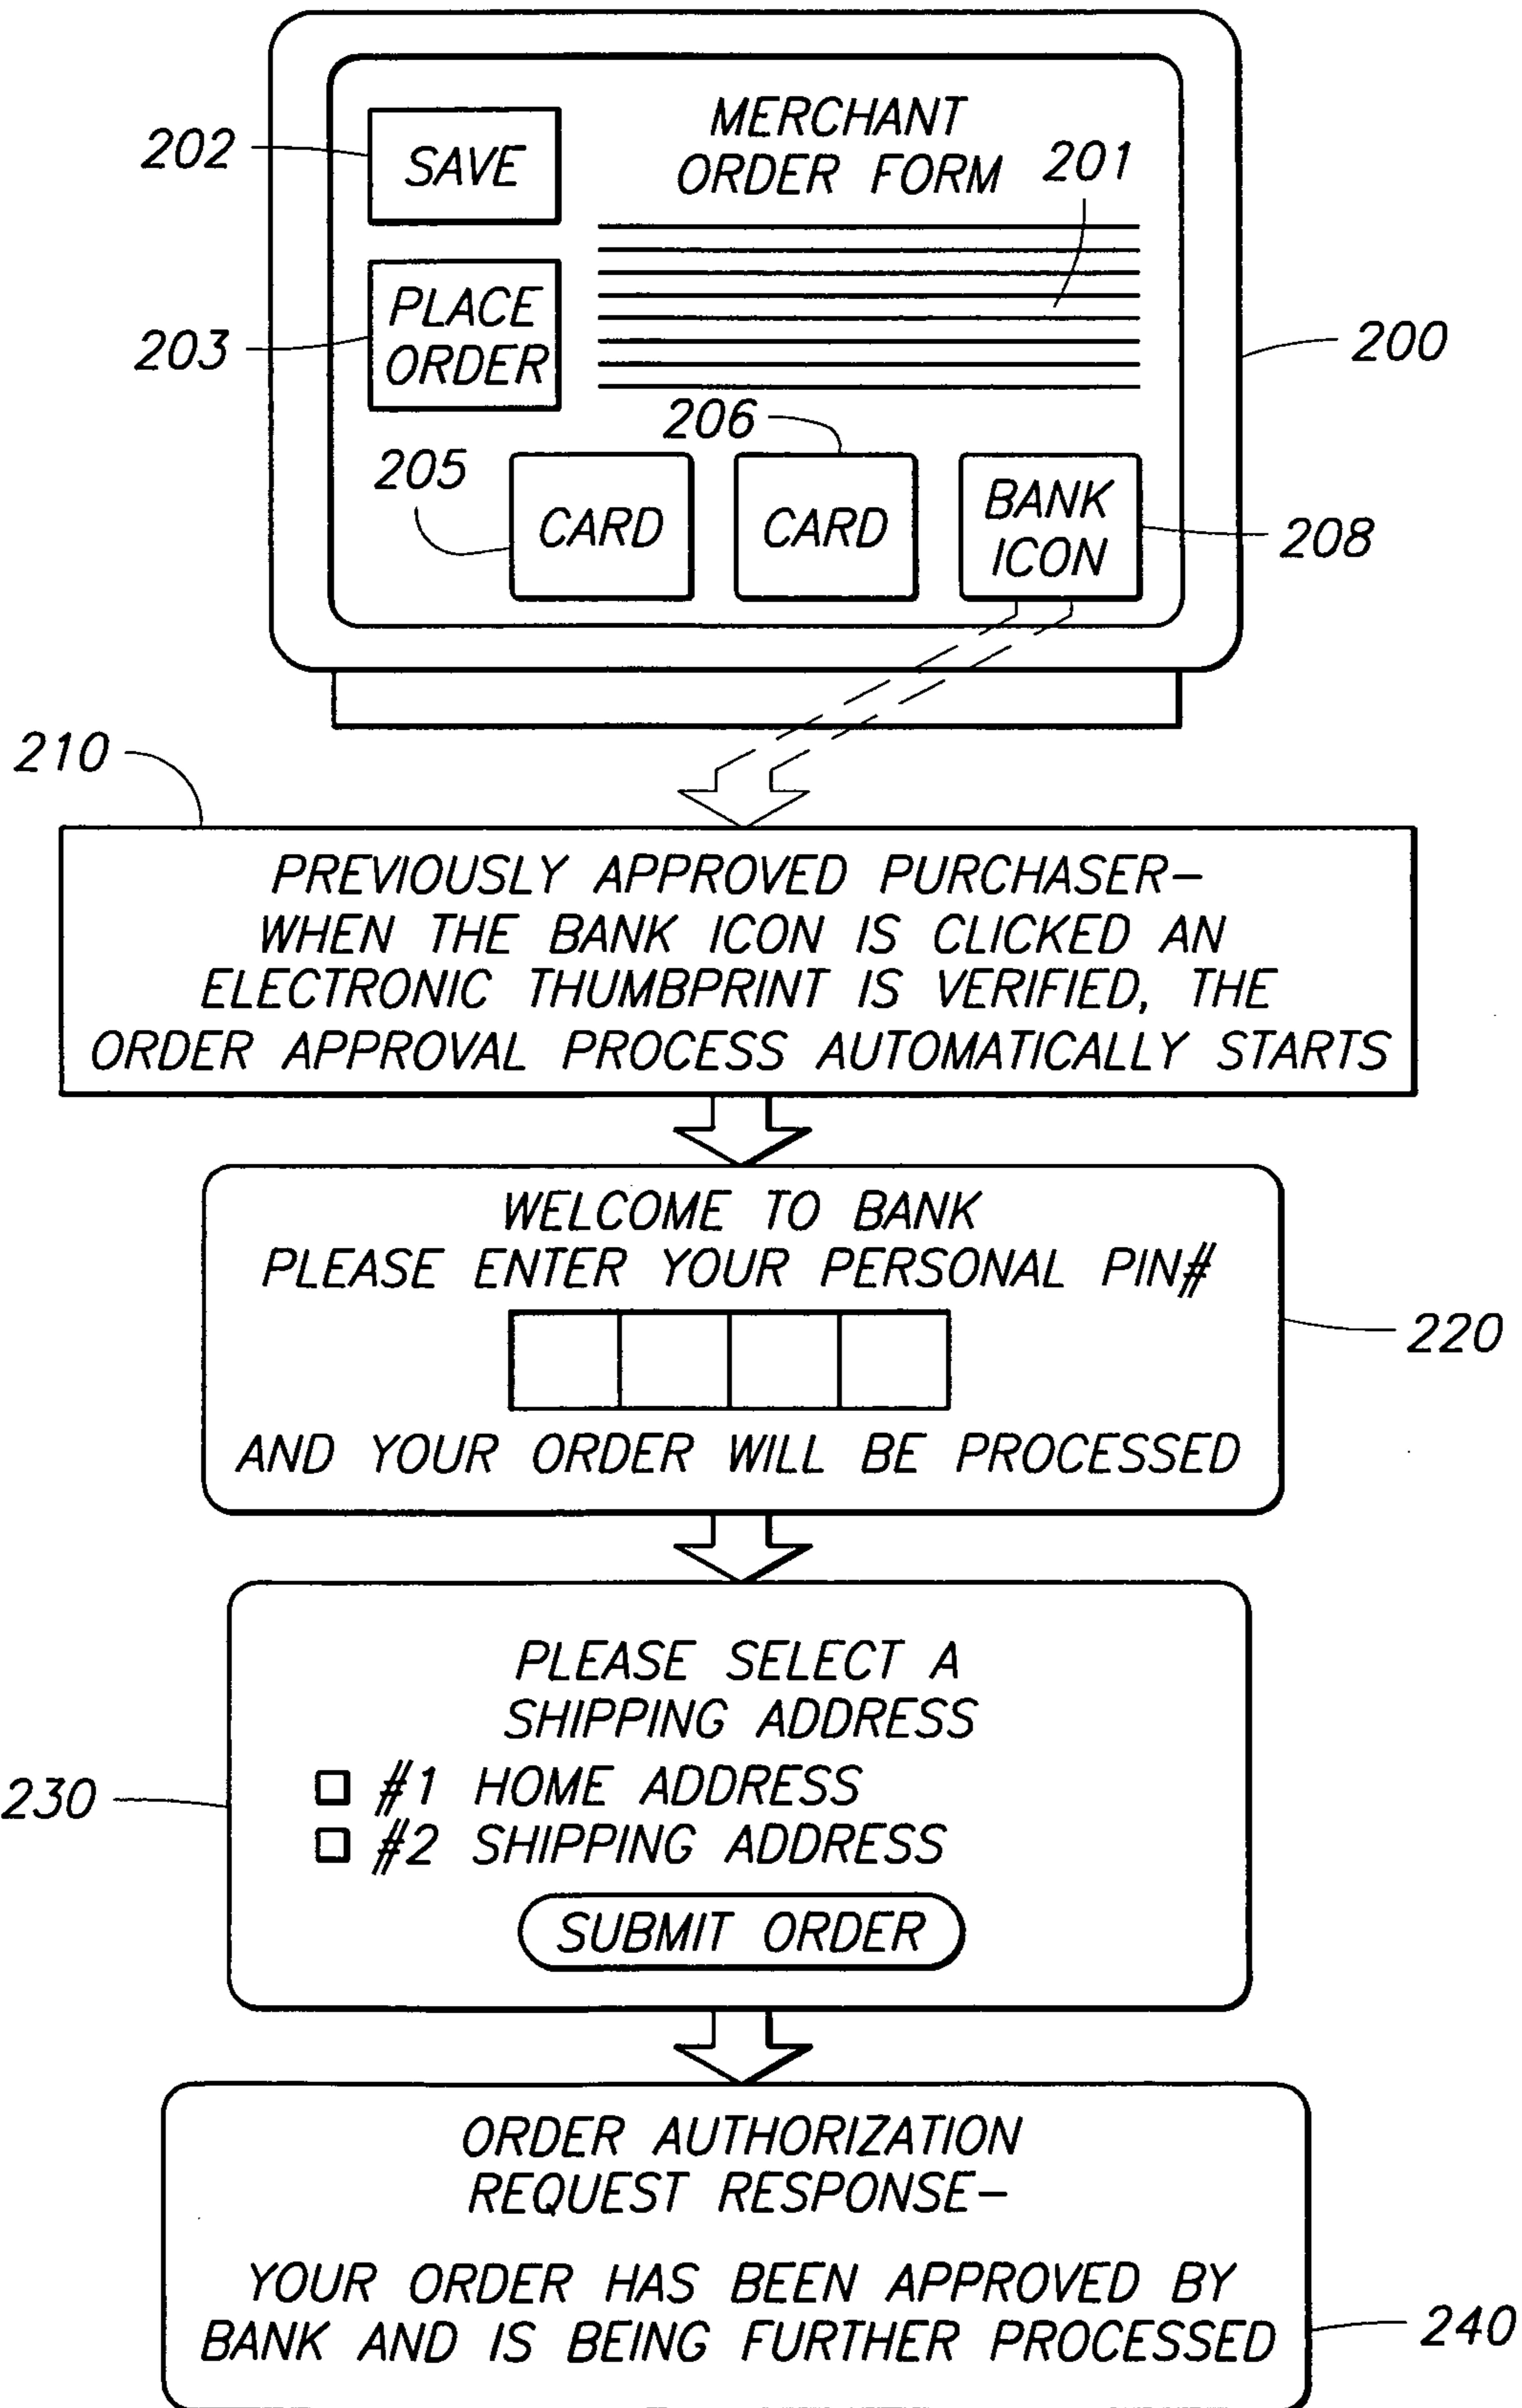 MERCHANT
ORDER FORM
201
202
SAVE
203
PLACE
ORDER
200
206
205
CARD
CARD
BANK
ICON
208
210
PREVIOUSLY APPROVED PURCHASER–
WHEN THE BANK ICON IS CLICKED AN
ELECTRONIC THUMBPRINT IS VERIFIED, THE
ORDER APPROVAL PROCESS AUTOMATICALLY STARTS
WELCOME TO BANK
PLEASE ENTER YOUR PERSONAL PIN#
220
AND YOUR ORDER WILL BE PROCESSED
PLEASE SELECT A
SHIPPING ADDRESS
230
#1 HOME ADDRESS
#2 SHIPPING ADDRESS
SUBMIT ORDER
ORDER AUTHORIZATION
REQUEST RESPONSE–
YOUR ORDER HAS BEEN APPROVED BY
BANK AND IS BEING FURTHER PROCESSED
240